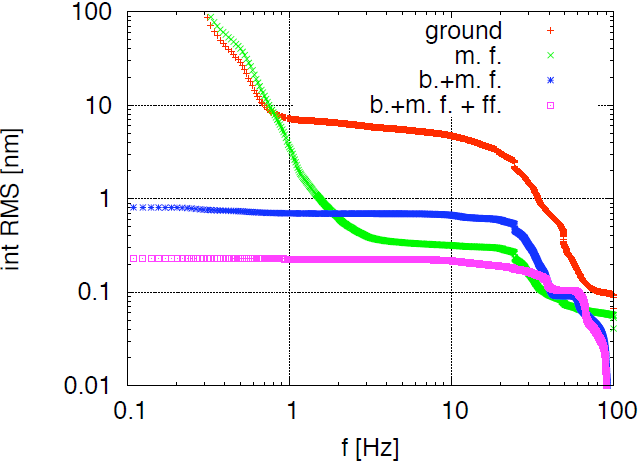 100
10
1
0.1
0.01
int RMS [nm]
ground
m. f.
b.+m. f.
b.+m. f. + ff.
0.1 1 10 100
f [Hz]